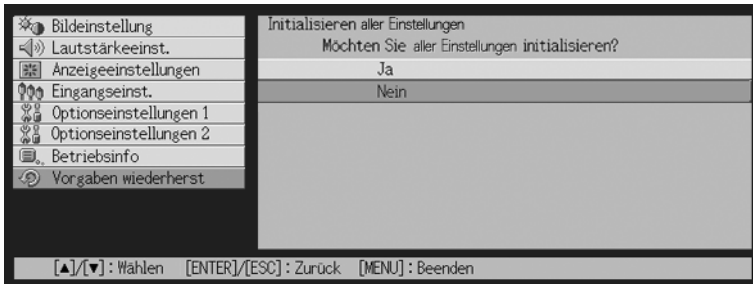 Bildeinstellung
Lautstärkeeinst.
Anzeigeeinstellungen
Eingangseinst.
Optionseinstellungen 1
Optionseinstellungen 2
Betriebsinfo
Vorgaben wiederherst
Initialisieren aller Einstellungen
Möchten Sie aller Einstellungen initialisieren?
Ja
Nein
[▲]/[▼] : Wählen [ENTER]/[ESC] : Zurück [MENU] : Beenden